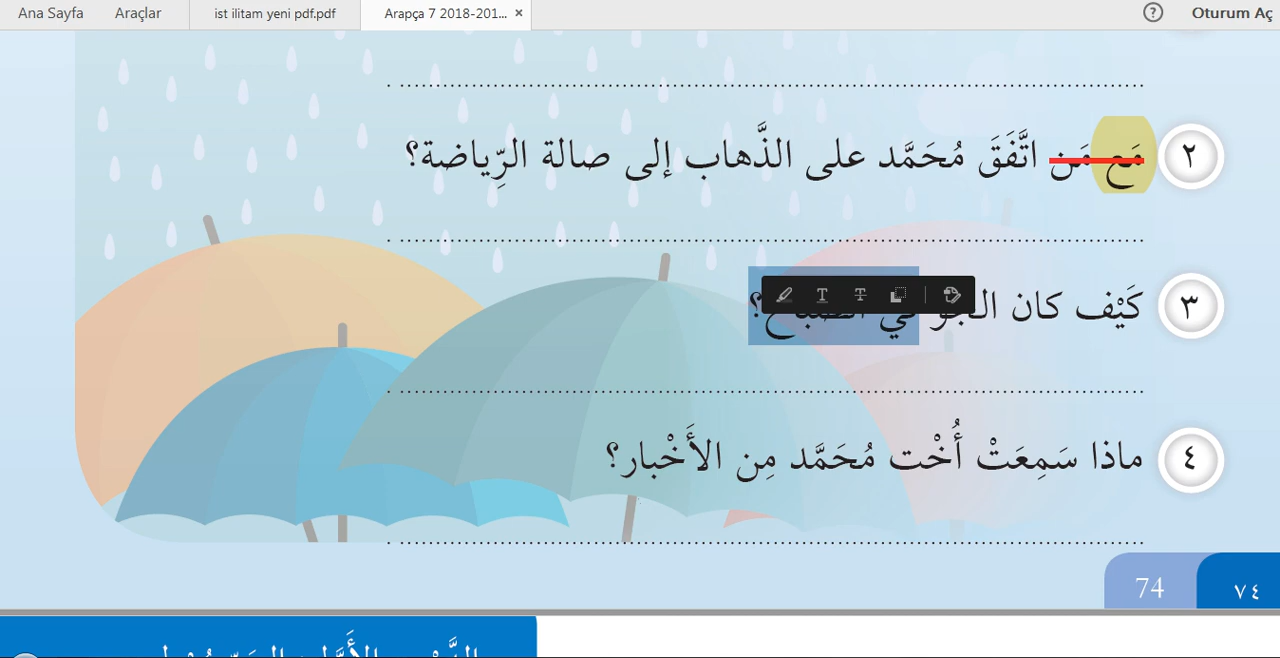 Ana Sayfa Araçlar ist ilitam yeni pdf.pdf Arapça 7 2018-201... × ? Oturum Aç
٢ مَع مَن اتَّفَقَ مُحَمَّد على الذَّهاب إلى صالة الرِّياضة؟
٣ كَيْف كان الجو في الصباح؟
٤ ماذا سَمِعَتْ أُخْت مُحَمَّد مِن الأَخْبار؟
74 ٧٤